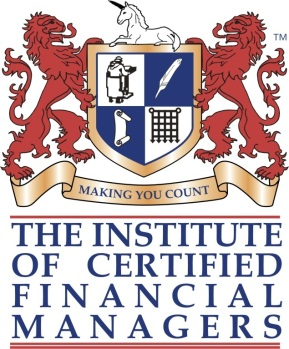 TM
MAKING YOU COUNT
THE INSTITUTE
OF CERTIFIED
FINANCIAL
MANAGERS